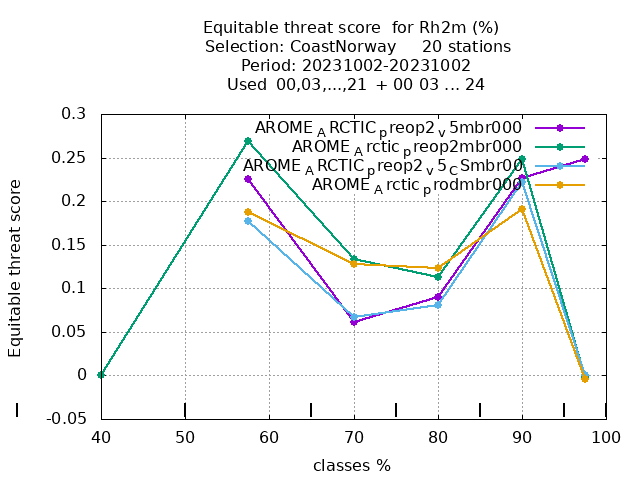 Equitable threat score  for Rh2m (%)
Selection: CoastNorway     20 stations
Period: 20231002-20231002
Used  00,03,...,21  + 00 03 ... 24
0.3
0.25
0.2
0.15
0.1
0.05
0
-0.05
Equitable threat score
AROME_ARCTIC_preop2_v5mbr000
AROME_Arctic_preop2mbr000
AROME_ARCTIC_preop2_v5_CSmbr00
AROME_Arctic_prodmbr000
40 50 60 70 80 90 100
classes %